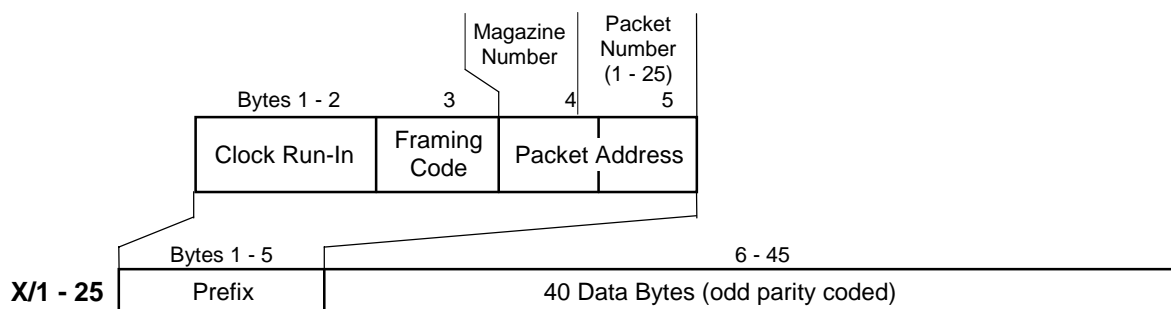 Magazine
Number
Packet
Number
(1 - 25)
Bytes 1 - 2
3
4
5
Clock Run-In
Framing
Code
Packet Address
Bytes 1 - 5
6 - 45
X/1 - 25
Prefix
40 Data Bytes (odd parity coded)